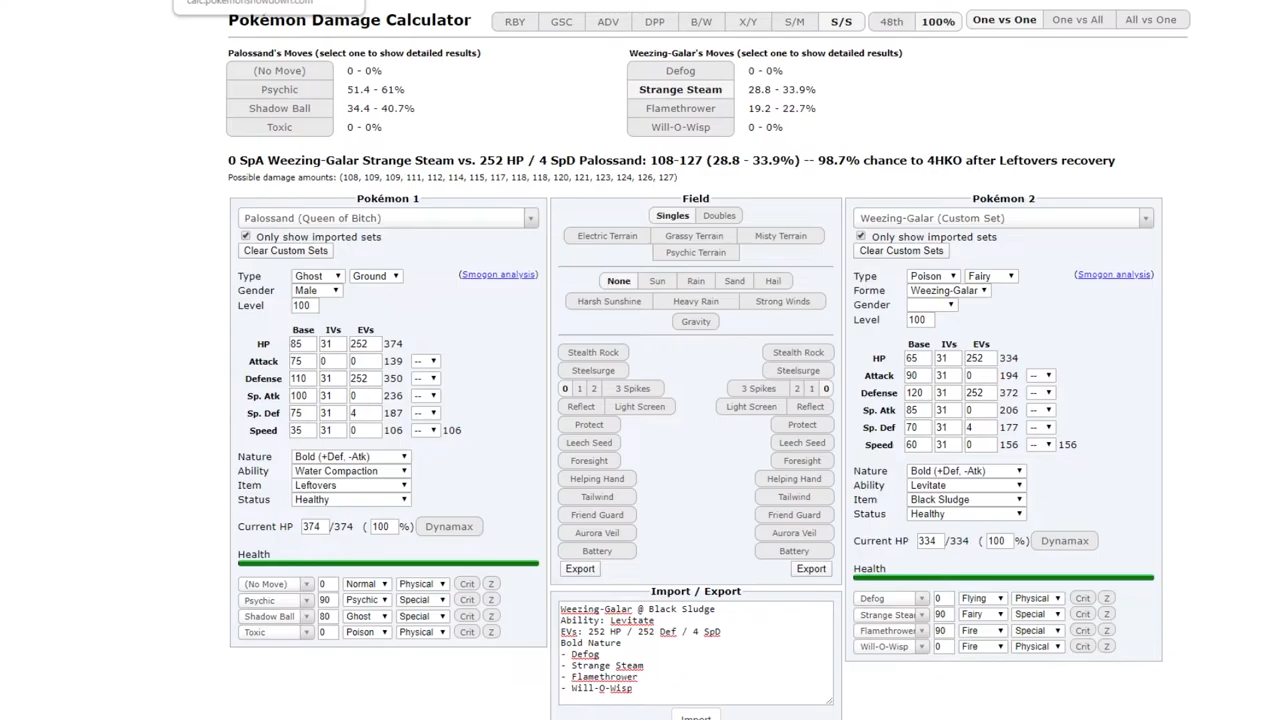 calc.pokemonshowdown.com
Pokémon Damage Calculator RBY GSC ADV DPP B/W X/Y S/M S/S 48th 100% One vs One One vs All All vs One
Palossand's Moves (select one to show detailed results) Weezing-Galar's Moves (select one to show detailed results)
(No Move) 0 - 0% Defog 0 - 0%
Psychic 51.4 - 61% Strange Steam 28.8 - 33.9%
Shadow Ball 34.4 - 40.7% Flamethrower 19.2 - 22.7%
Toxic 0 - 0% Will-O-Wisp 0 - 0%
0 SpA Weezing-Galar Strange Steam vs. 252 HP / 4 SpD Palossand: 108-127 (28.8 - 33.9%) -- 98.7% chance to 4HKO after Leftovers recovery
Possible damage amounts: (108, 109, 109, 111, 112, 114, 115, 117, 118, 118, 120, 121, 123, 124, 126, 127)
Pokémon 1
Palossand (Queen of Bitch)
Only show imported sets
Clear Custom Sets
Type Ghost Ground (Smogon analysis)
Gender Male
Level 100
Base IVs EVs
HP 85 31 252 374
Attack 75 0 0 139 --
Defense 110 31 252 350 --
Sp. Atk 100 31 0 236 --
Sp. Def 75 31 4 187 --
Speed 35 31 0 106 -- 106
Nature Bold (+Def, -Atk)
Ability Water Compaction
Item Leftovers
Status Healthy
Current HP 374 /374 ( 100 %) Dynamax
Health
(No Move) 0 Normal Physical Crit Z
Psychic 90 Psychic Special Crit Z
Shadow Ball 80 Ghost Special Crit Z
Toxic 0 Poison Physical Crit Z
Field
Singles Doubles
Electric Terrain Grassy Terrain Misty Terrain
Psychic Terrain
None Sun Rain Sand Hail
Harsh Sunshine Heavy Rain Strong Winds
Gravity
Stealth Rock Stealth Rock
Steelsurge Steelsurge
0 1 2 3 Spikes 3 Spikes 2 1 0
Reflect Light Screen Light Screen Reflect
Protect Protect
Leech Seed Leech Seed
Foresight Foresight
Helping Hand Helping Hand
Tailwind Tailwind
Friend Guard Friend Guard
Aurora Veil Aurora Veil
Battery Battery
Export Export
Import / Export
Weezing-Galar @ Black Sludge
Ability: Levitate
EVs: 252 HP / 252 Def / 4 SpD
Bold Nature
- Defog
- Strange Steam
- Flamethrower
- Will-O-Wisp
Import
Pokémon 2
Weezing-Galar (Custom Set)
Only show imported sets
Clear Custom Sets
Type Poison Fairy (Smogon analysis)
Forme Weezing-Galar
Gender
Level 100
Base IVs EVs
HP 65 31 252 334
Attack 90 31 0 194 --
Defense 120 31 252 372 --
Sp. Atk 85 31 0 206 --
Sp. Def 70 31 4 177 --
Speed 60 31 0 156 -- 156
Nature Bold (+Def, -Atk)
Ability Levitate
Item Black Sludge
Status Healthy
Current HP 334 /334 ( 100 %) Dynamax
Health
Defog 0 Flying Physical Crit Z
Strange Stear 90 Fairy Special Crit Z
Flamethrower 90 Fire Special Crit Z
Will-O-Wisp 0 Fire Physical Crit Z